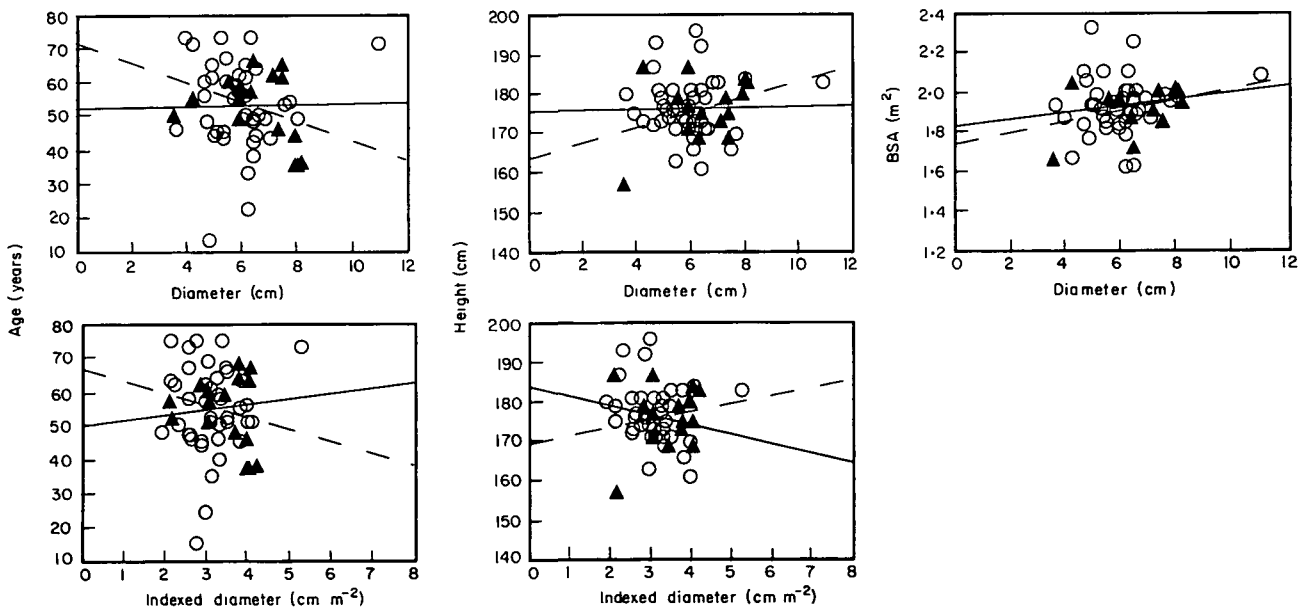 80
70
60
50
40
30
20
10
0 2 4 6 8 10 12
Diameter (cm)
200
190
180
170
160
150
140
0 2 4 6 8 10 12
Diameter (cm)
2·4
2·2
2·0
1·8
1·6
1·4
1·2
0 2 4 6 8 10 12
Diameter (cm)
BSA (m²)
Age (years)
Height (cm)
80
70
60
50
40
30
20
10
0 1 2 3 4 5 6 7 8
Indexed diameter (cm m⁻²)
200
190
180
170
160
150
140
0 1 2 3 4 5 6 7 8
Indexed diameter (cm m⁻²)